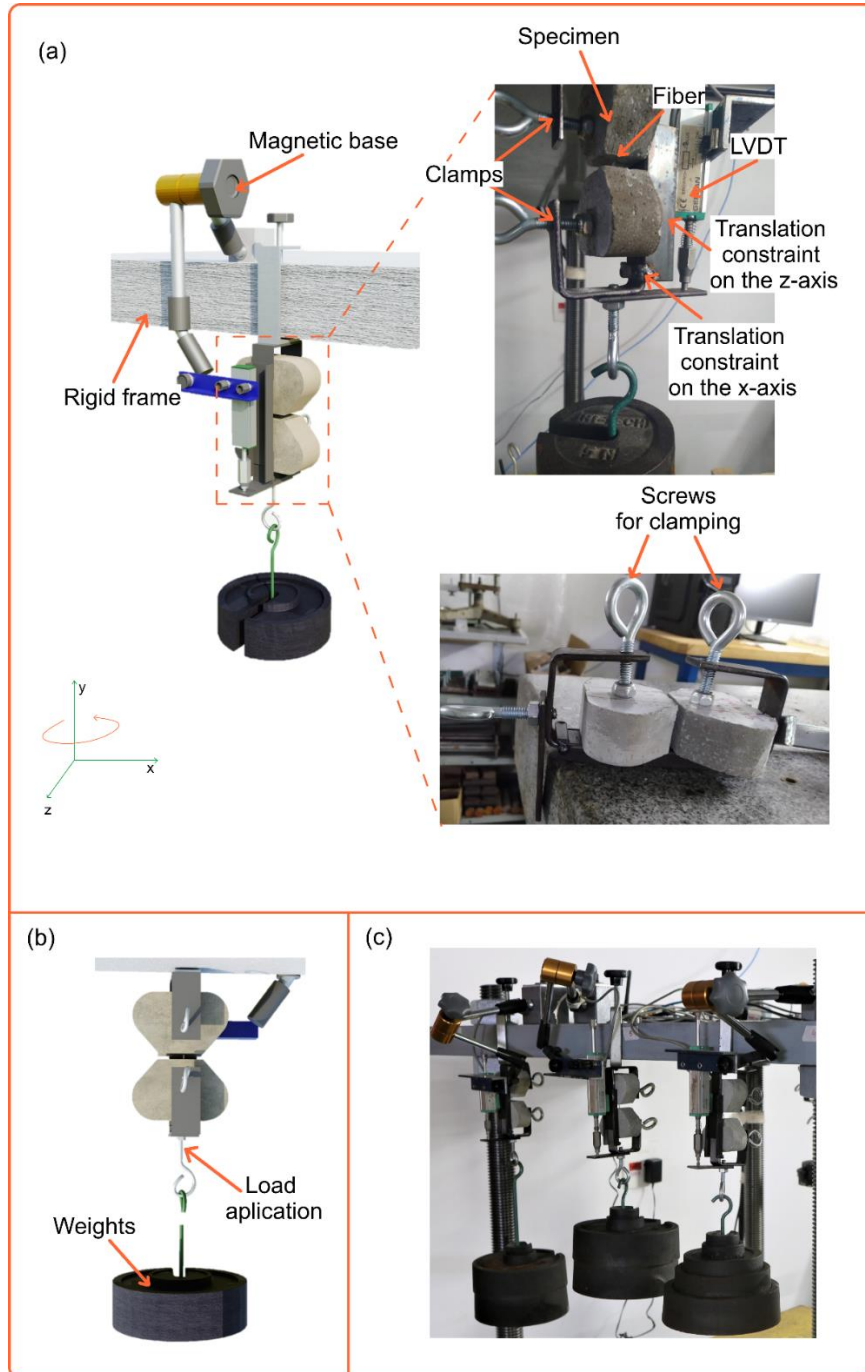 (a)
Magnetic base
Rigid frame
Specimen
Fiber
Clamps
LVDT
Translation
constraint
on the z-axis
Translation
constraint
on the x-axis
Screws
for clamping
y
x
z
(b)
Load
aplication
Weights
(c)